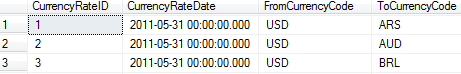 CurrencyRateID CurrencyRateDate FromCurrencyCode ToCurrencyCode
1 1 2011-05-31 00:00:00.000 USD ARS
2 2 2011-05-31 00:00:00.000 USD AUD
3 3 2011-05-31 00:00:00.000 USD BRL